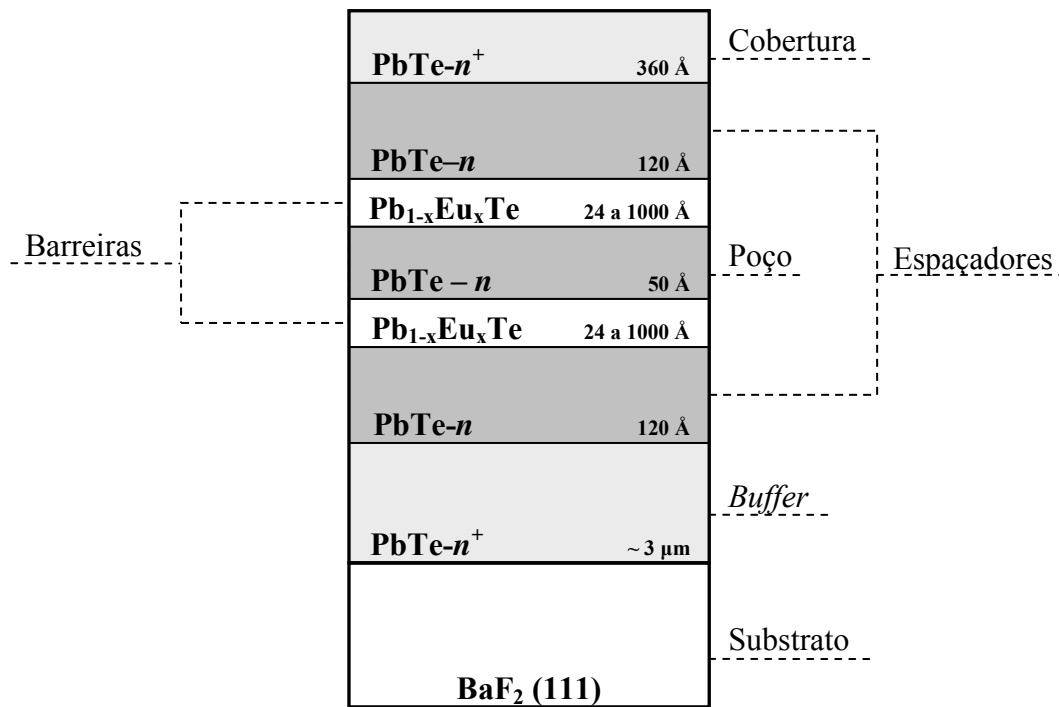 Cobertura
PbTe-n⁺ 360 Å
PbTe–n 120 Å
Pb₁₋ₓEuₓTe 24 a 1000 Å
Barreiras
Poço
Espaçadores
PbTe – n 50 Å
Pb₁₋ₓEuₓTe 24 a 1000 Å
PbTe-n 120 Å
Buffer
PbTe-n⁺ ~ 3 µm
Substrato
BaF₂ (111)